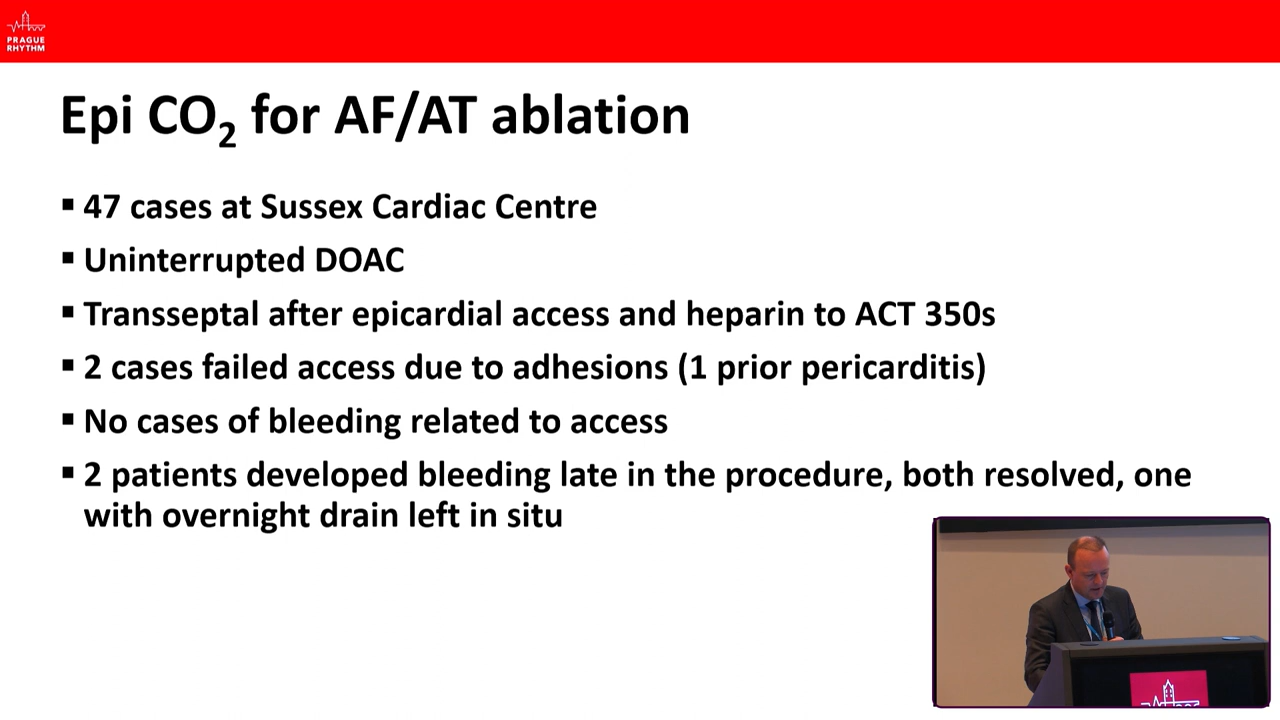 PRAGUE
RHYTHM
Epi CO₂ for AF/AT ablation
▪ 47 cases at Sussex Cardiac Centre
▪ Uninterrupted DOAC
▪ Transseptal after epicardial access and heparin to ACT 350s
▪ 2 cases failed access due to adhesions (1 prior pericarditis)
▪ No cases of bleeding related to access
▪ 2 patients developed bleeding late in the procedure, both resolved, one
with overnight drain left in situ